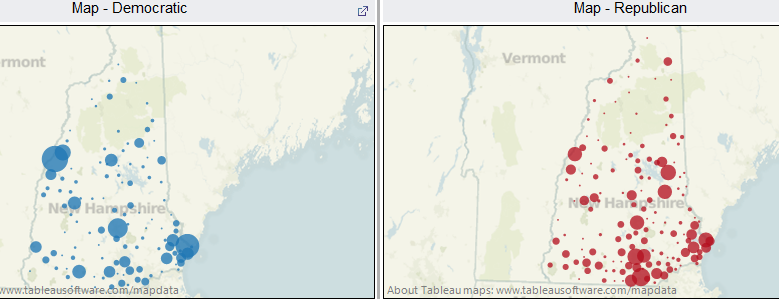 Map - Democratic
Map - Republican
rmont
Vermont
New Hampshire
New Hampshire
www.tableausoftware.com/mapdata
About Tableau maps: www.tableausoftware.com/mapdata